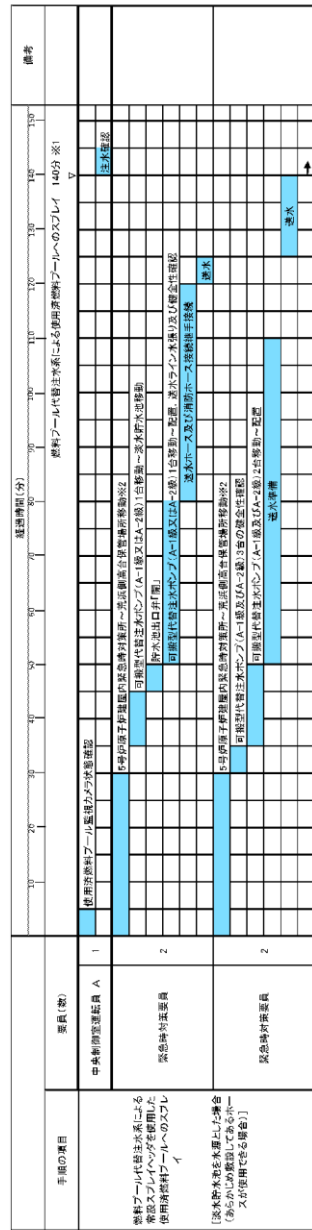 経過時間(分)
備考
10 20 30 40 50 60 70 80 90 100 110 120 130 140 150
手順の項目
要員(数)
燃料プール代替注水系による使用済燃料プールへのスプレイ 140分 ※1
▽
燃料プール代替注水系による
常設スプレイヘッダを使用した
使用済燃料プールへのスプレ
イ
[淡水貯水池を水源とした場合
(あらかじめ敷設してあるホー
スが使用できる場合)]
中央制御室運転員 A
1
使用済燃料プール監視カメラ状態確認
注水確認
緊急時対策要員
2
5号炉原子炉建屋内緊急時対策所~荒浜側高台保管場所移動※2
可搬型代替注水ポンプ(A-1級又はA-2級)1台移動~淡水貯水池移動
貯水池出口弁「開」
可搬型代替注水ポンプ(A-1級又はA-2級)1台移動~配置、送水ライン水張り及び健全性確認
送水ホース及び消防ホース接続継手接続
送水
緊急時対策要員
2
5号炉原子炉建屋内緊急時対策所~荒浜側高台保管場所移動※2
可搬型代替注水ポンプ(A-1級及びA-2級)3台の健全性確認
可搬型代替注水ポンプ(A-1級及びA-2級)2台移動~配置
送水準備
送水